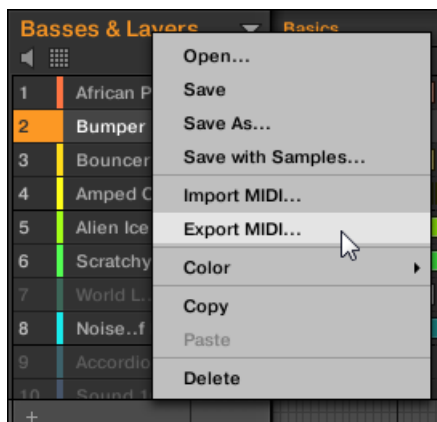 Basses & Layers
Basics
1 African P
2 Bumper
3 Bouncer
4 Amped C
5 Alien Ice
6 Scratchy
7 World L..
8 Noise..f
9 Accordio
10 Sound 1
+
Open...
Save
Save As...
Save with Samples...
Import MIDI...
Export MIDI...
Color
Copy
Paste
Delete